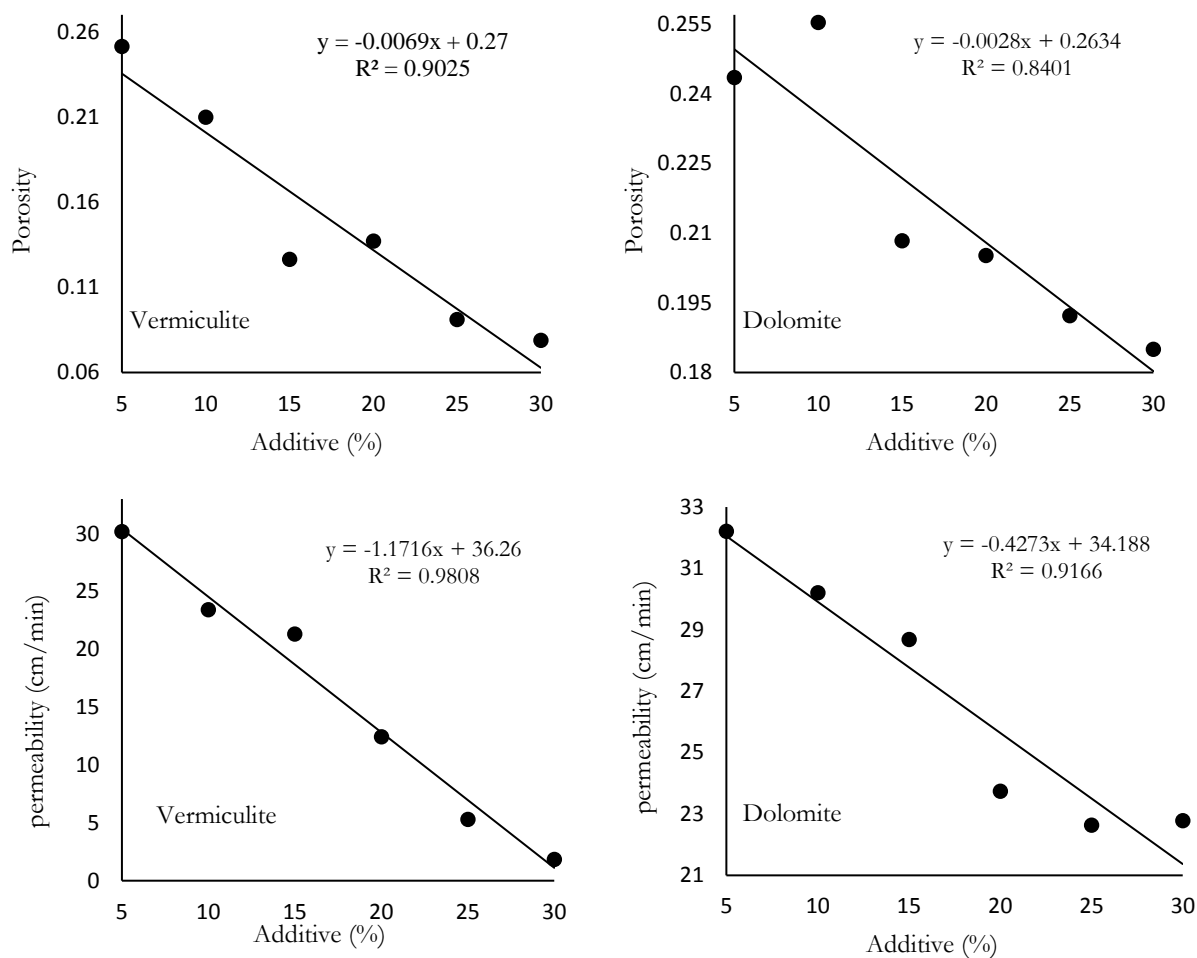 0.26
0.21
0.16
0.11
0.06
Porosity
y = -0.0069x + 0.27
R² = 0.9025
Vermiculite
5 10 15 20 25 30
Additive (%)
0.255
0.24
0.225
0.21
0.195
0.18
Porosity
y = -0.0028x + 0.2634
R² = 0.8401
Dolomite
5 10 15 20 25 30
Additive (%)
30
25
20
15
10
5
0
permeability (cm/min)
y = -1.1716x + 36.26
R² = 0.9808
Vermiculite
5 10 15 20 25 30
Additive (%)
33
31
29
27
25
23
21
permeability (cm/min)
y = -0.4273x + 34.188
R² = 0.9166
Dolomite
5 10 15 20 25 30
Additive (%)